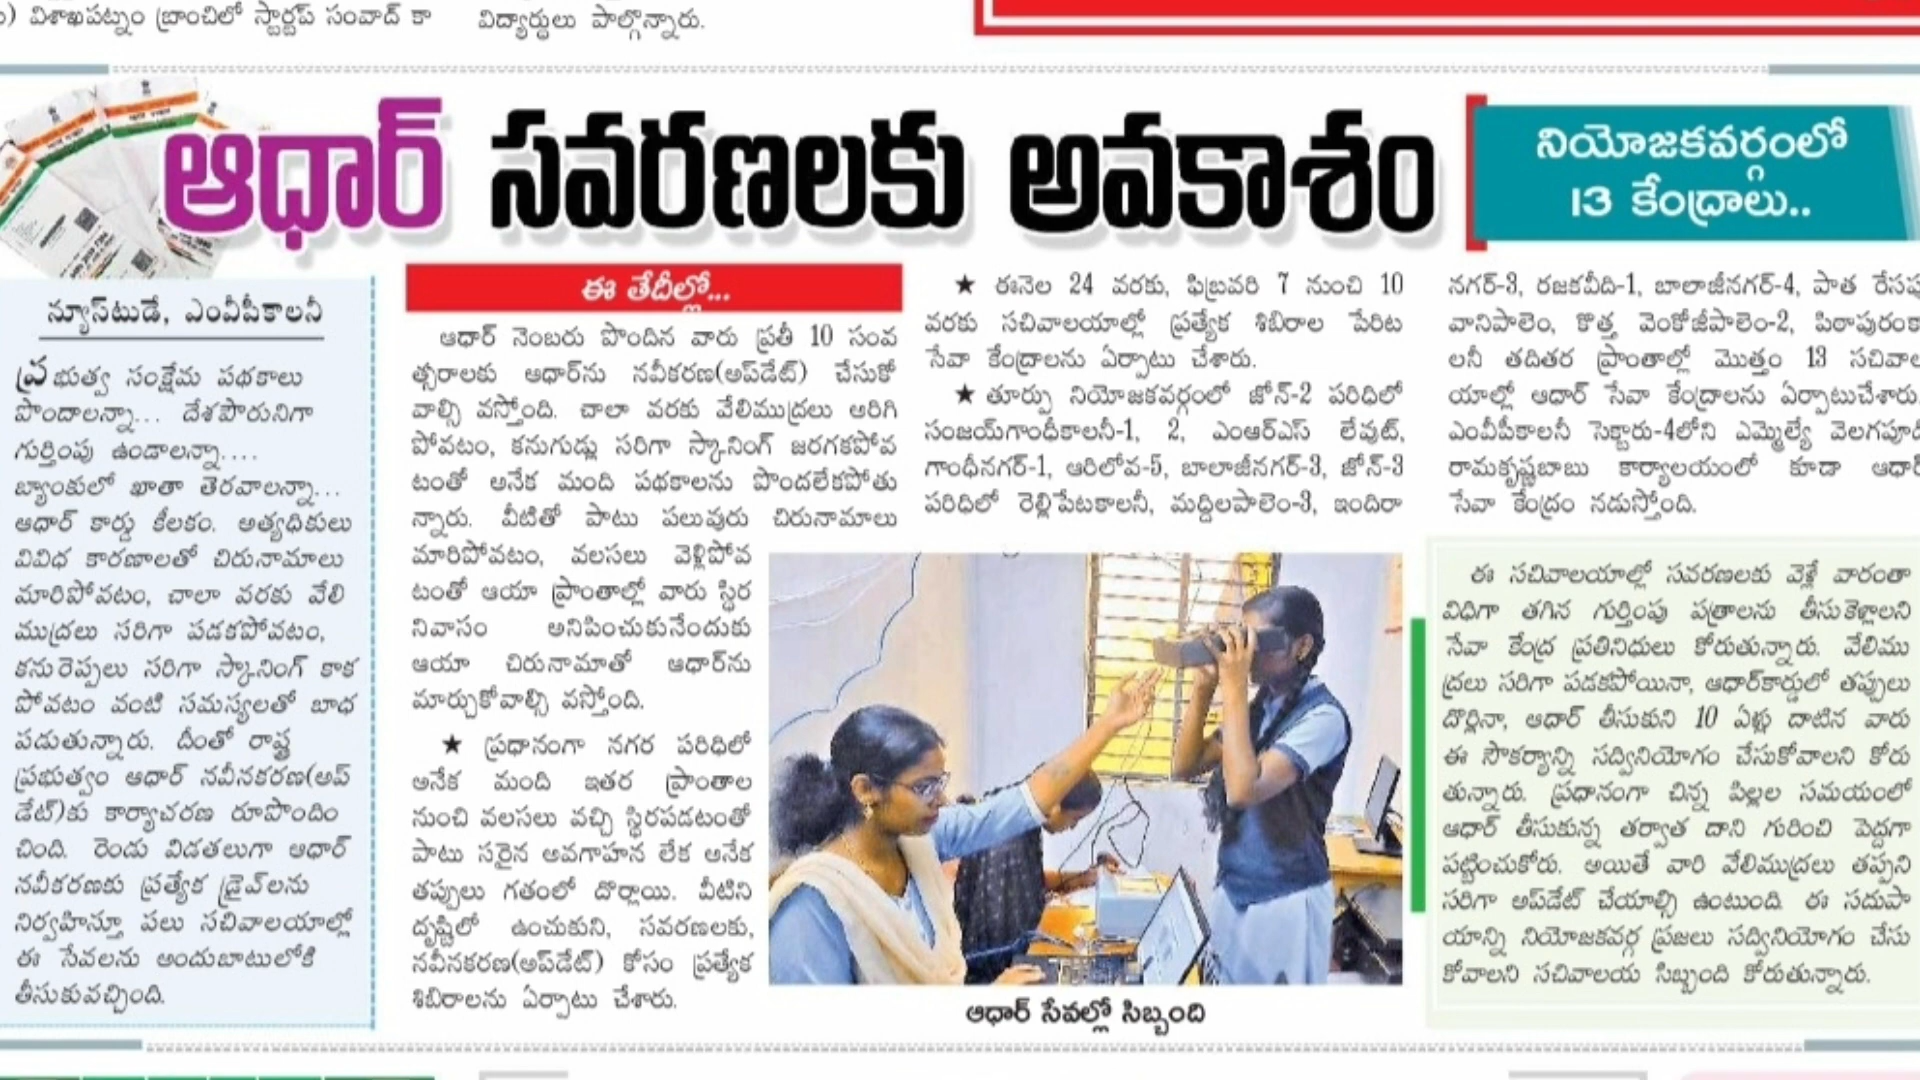 విశాఖపట్నం బ్రాంచిలో స్టార్టప్ సంవాద్ కా
విద్యార్థులు పాల్గొన్నారు.
ఆధార్ సవరణలకు అవకాశం
నియోజకవర్గంలో
13 కేంద్రాలు..
న్యూస్‌టుడే, ఎంవీపీకాలనీ
ప్రభుత్వ సంక్షేమ పథకాలు
పొందాలన్నా... దేశపౌరునిగా
గుర్తింపు ఉండాలన్నా....
బ్యాంకులో ఖాతా తెరవాలన్నా...
ఆధార్ కార్డు కీలకం. అత్యధికులు
వివిధ కారణాలతో చిరునామాలు
మారిపోవటం, చాలా వరకు వేలి
ముద్రలు సరిగా పడకపోవటం,
కనురెప్పలు సరిగా స్కానింగ్ కాక
పోవటం వంటి సమస్యలతో బాధ
పడుతున్నారు. దీంతో రాష్ట్ర
ప్రభుత్వం ఆధార్ నవీనకరణ(అప్
డేట్)కు కార్యాచరణ రూపొందిం
చింది. రెండు విడతలుగా ఆధార్
నవీకరణకు ప్రత్యేక డ్రైవ్‌లను
నిర్వహిస్తూ పలు సచివాలయాల్లో
ఈ సేవలను అందుబాటులోకి
తీసుకువచ్చింది.
ఈ తేదీల్లో...
ఆధార్ నెంబరు పొందిన వారు ప్రతీ 10 సంవ
త్సరాలకు ఆధార్‌ను నవీకరణ(అప్‌డేట్) చేసుకో
వాల్సి వస్తోంది. చాలా వరకు వేలిముద్రలు అరిగి
పోవటం, కనుగుడ్లు సరిగా స్కానింగ్ జరగకపోవ
టంతో అనేక మంది పథకాలను పొందలేకపోతు
న్నారు. వీటితో పాటు పలువురు చిరునామాలు
మారిపోవటం, వలసలు వెళ్లిపోవ
టంతో ఆయా ప్రాంతాల్లో వారు స్థిర
నివాసం అనిపించుకునేందుకు
ఆయా చిరునామాతో ఆధార్‌ను
మార్చుకోవాల్సి వస్తోంది.
★ ప్రధానంగా నగర పరిధిలో
అనేక మంది ఇతర ప్రాంతాల
నుంచి వలసలు వచ్చి స్థిరపడటంతో
పాటు సరైన అవగాహన లేక అనేక
తప్పులు గతంలో దొర్లాయి. వీటిని
దృష్టిలో ఉంచుకుని, సవరణలకు,
నవీనకరణ(అప్‌డేట్) కోసం ప్రత్యేక
శిబిరాలను ఏర్పాటు చేశారు.
★ ఈనెల 24 వరకు, ఫిబ్రవరి 7 నుంచి 10
వరకు సచివాలయాల్లో ప్రత్యేక శిబిరాల పేరిట
సేవా కేంద్రాలను ఏర్పాటు చేశారు.
★ తూర్పు నియోజకవర్గంలో జోన్-2 పరిధిలో
సంజయ్‌గాంధీకాలనీ-1, 2, ఎంఆర్ఎస్ లేవుట్,
గాంధీనగర్-1, ఆరిలోవ-5, బాలాజీనగర్-3, జోన్-3
పరిధిలో రెల్లిపేటకాలనీ, మద్దిలపాలెం-3, ఇందిరా
నగర్-3, రజకవీది-1, బాలాజీనగర్-4, పాత రేసపు
వానిపాలెం, కొత్త వెంకోజీపాలెం-2, పిఠాపురంకా
లనీ తదితర ప్రాంతాల్లో మొత్తం 13 సచివాల
యాల్లో ఆధార్ సేవా కేంద్రాలను ఏర్పాటుచేశారు.
ఎంవీపీకాలనీ సెక్టారు-4లోని ఎమ్మెల్యే వెలగపూడి
రామకృష్ణబాబు కార్యాలయంలో కూడా ఆధార్
సేవా కేంద్రం నడుస్తోంది.
ఆధార్ సేవల్లో సిబ్బంది
ఈ సచివాలయాల్లో సవరణలకు వెళ్లే వారంతా
విధిగా తగిన గుర్తింపు పత్రాలను తీసుకెళ్లాలని
సేవా కేంద్ర ప్రతినిధులు కోరుతున్నారు. వేలిము
ద్రలు సరిగా పడకపోయినా, ఆధార్‌కార్డులో తప్పులు
దొర్లినా, ఆధార్ తీసుకుని 10 ఏళ్లు దాటిన వారు
ఈ సౌకర్యాన్ని సద్వినియోగం చేసుకోవాలని కోరు
తున్నారు. ప్రధానంగా చిన్న పిల్లల సమయంలో
ఆధార్ తీసుకున్న తర్వాత దాని గురించి పెద్దగా
పట్టించుకోరు. అయితే వారి వేలిముద్రలు తప్పని
సరిగా అప్‌డేట్ చేయాల్సి ఉంటుంది. ఈ సదుపా
యాన్ని నియోజకవర్గ ప్రజలు సద్వినియోగం చేసు
కోవాలని సచివాలయ సిబ్బంది కోరుతున్నారు.